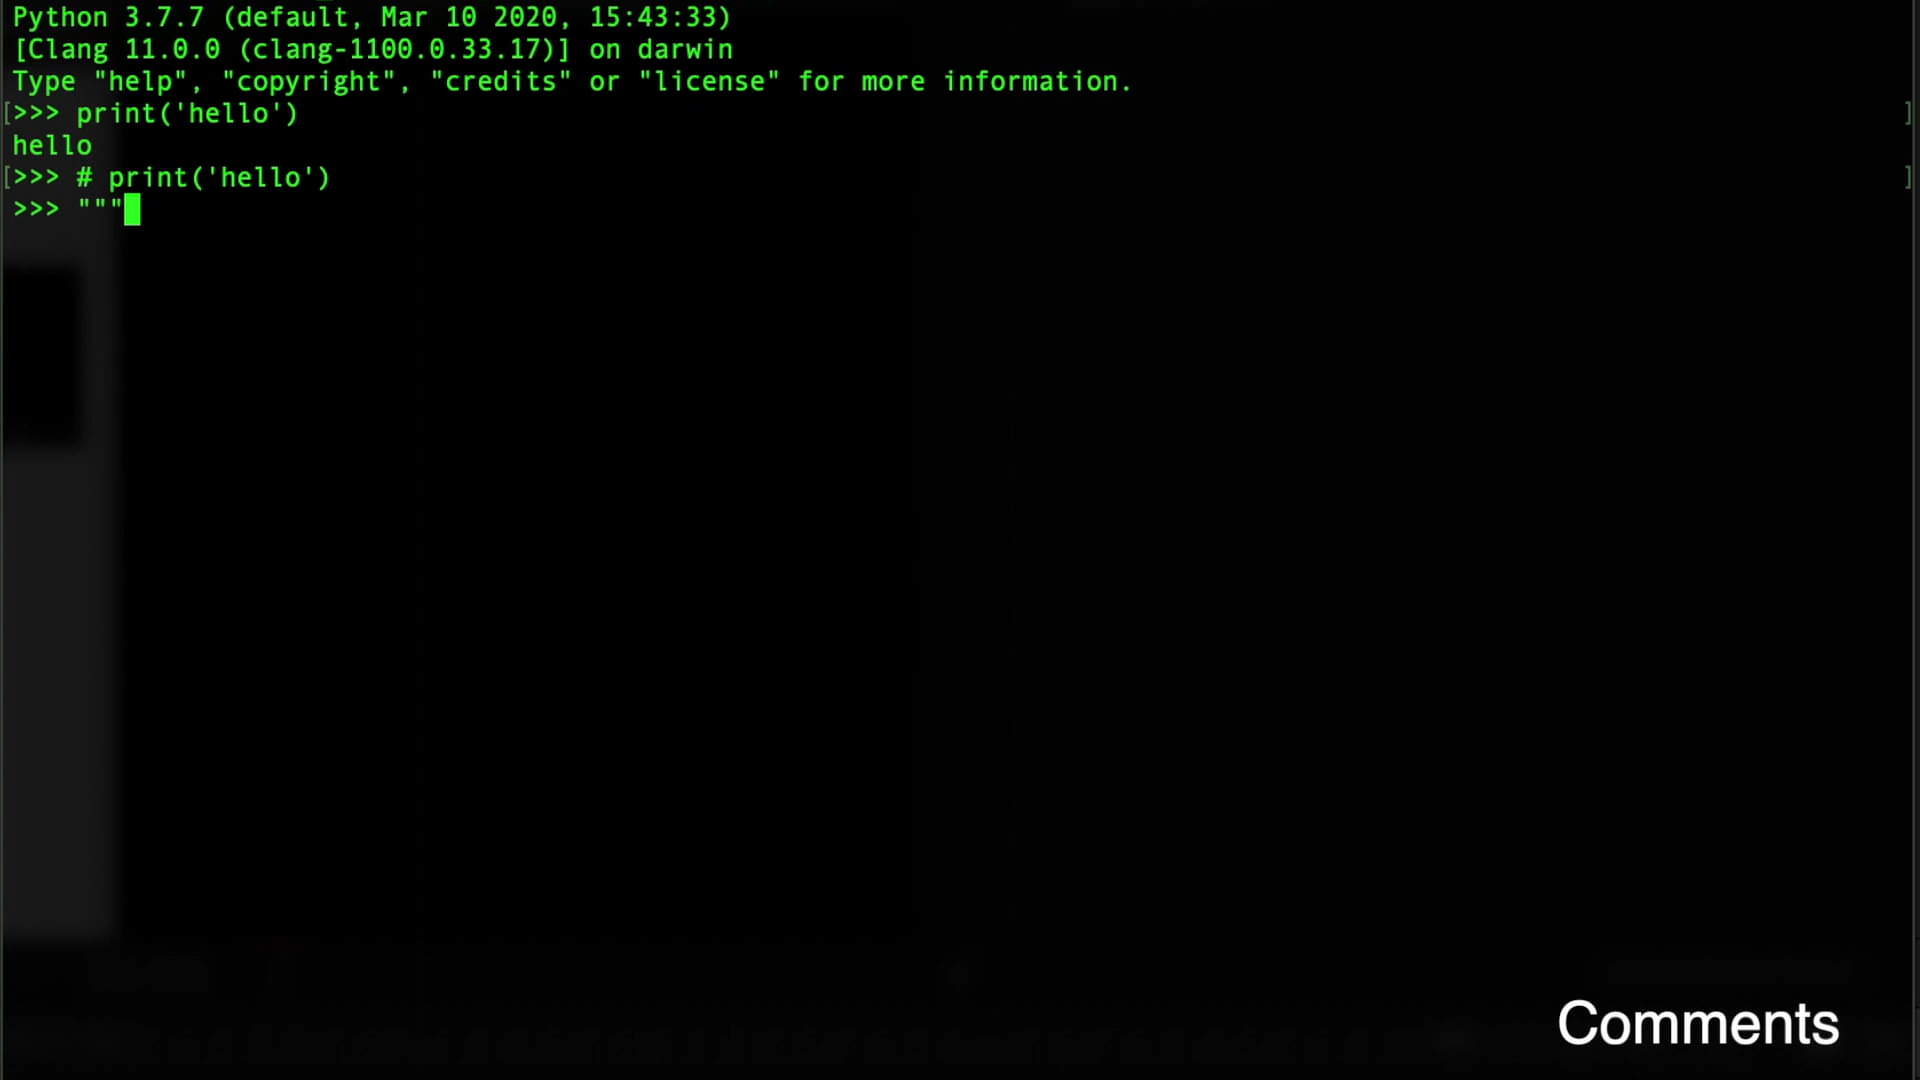 Python 3.7.7 (default, Mar 10 2020, 15:43:33)
[Clang 11.0.0 (clang-1100.0.33.17)] on darwin
Type "help", "copyright", "credits" or "license" for more information.
[>>> print('hello') ]
hello
[>>> # print('hello') ]
>>> """
Comments